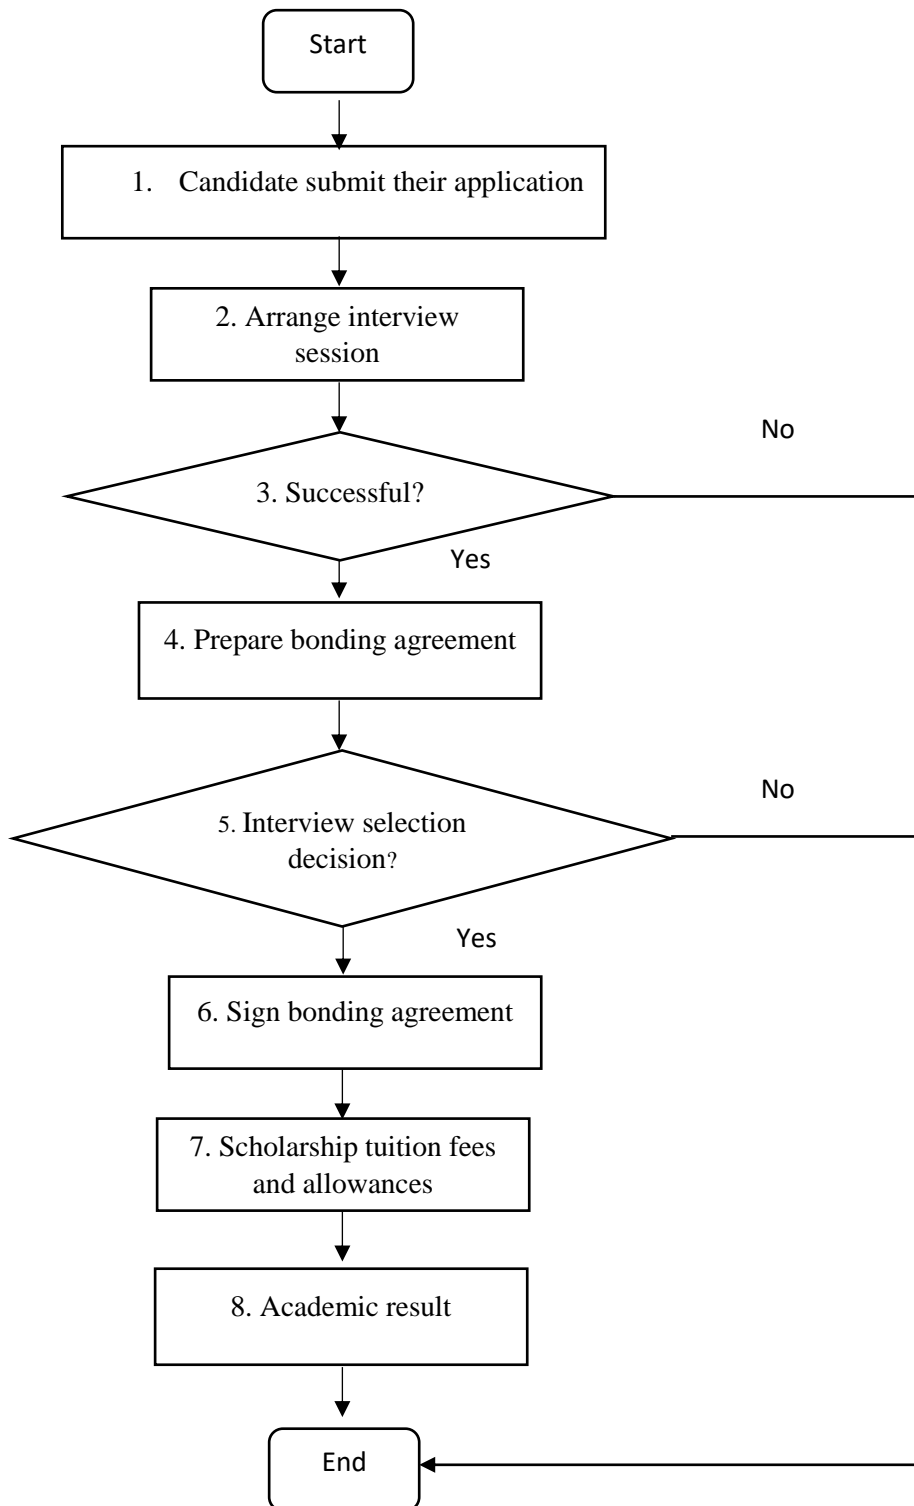 Start
1. Candidate submit their application
2. Arrange interview
session
No
3. Successful?
Yes
4. Prepare bonding agreement
No
5. Interview selection
decision?
Yes
6. Sign bonding agreement
7. Scholarship tuition fees
and allowances
8. Academic result
End